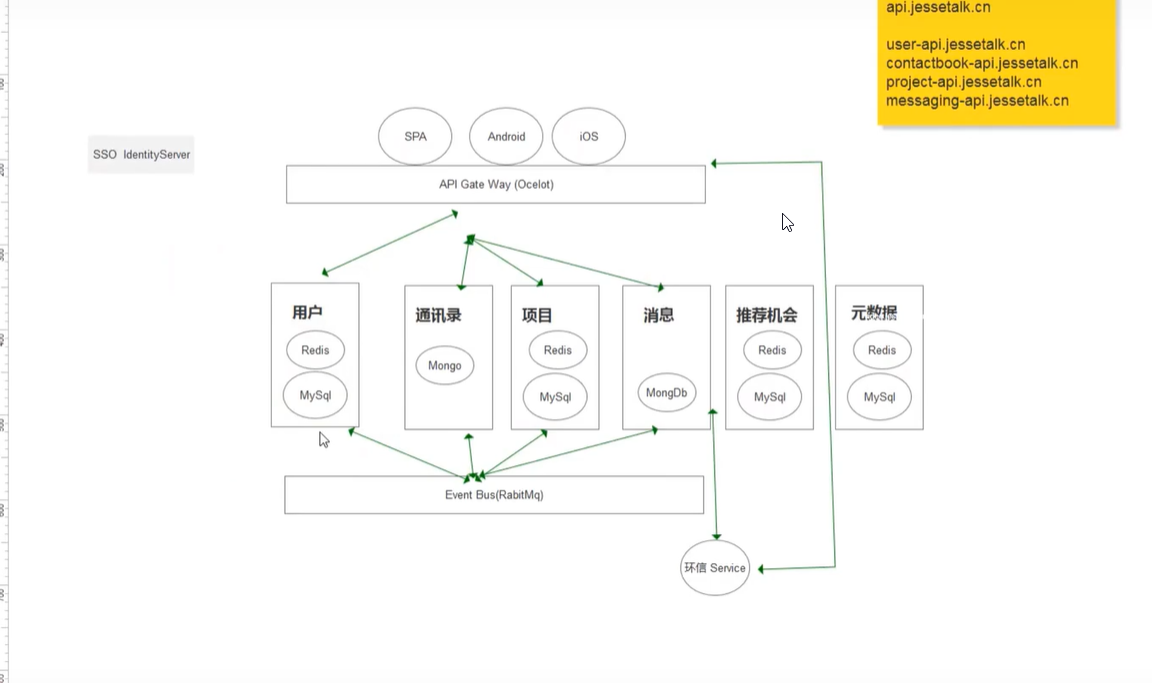 api.jessetalk.cn
user-api.jessetalk.cn
contactbook-api.jessetalk.cn
project-api.jessetalk.cn
messaging-api.jessetalk.cn
SPA
Android
iOS
SSO IdentityServer
API Gate Way (Ocelot)
用户
通讯录
项目
消息
推荐机会
元数据
Redis
Redis
Redis
Redis
Mongo
MySql
MySql
MongDb
MySql
MySql
Event Bus(RabitMq)
环信 Service